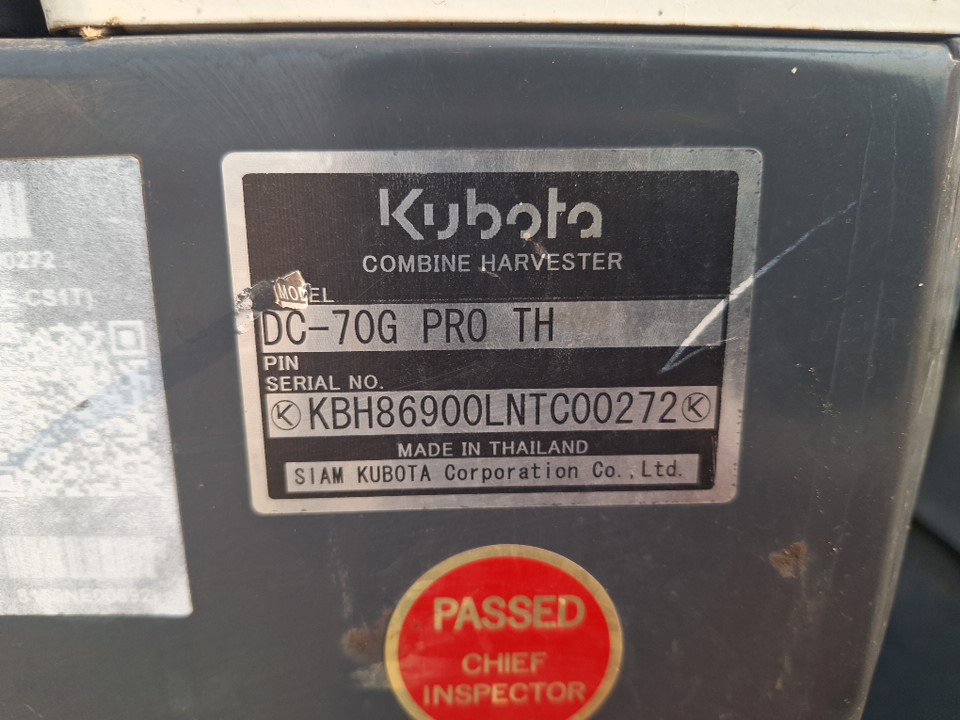 Kubota
COMBINE HARVESTER
MODEL
DC-70G PRO TH
PIN
SERIAL NO.
KBH86900LNTC00272
MADE IN THAILAND
SIAM KUBOTA Corporation Co.,Ltd.
PASSED
CHIEF
INSPECTOR